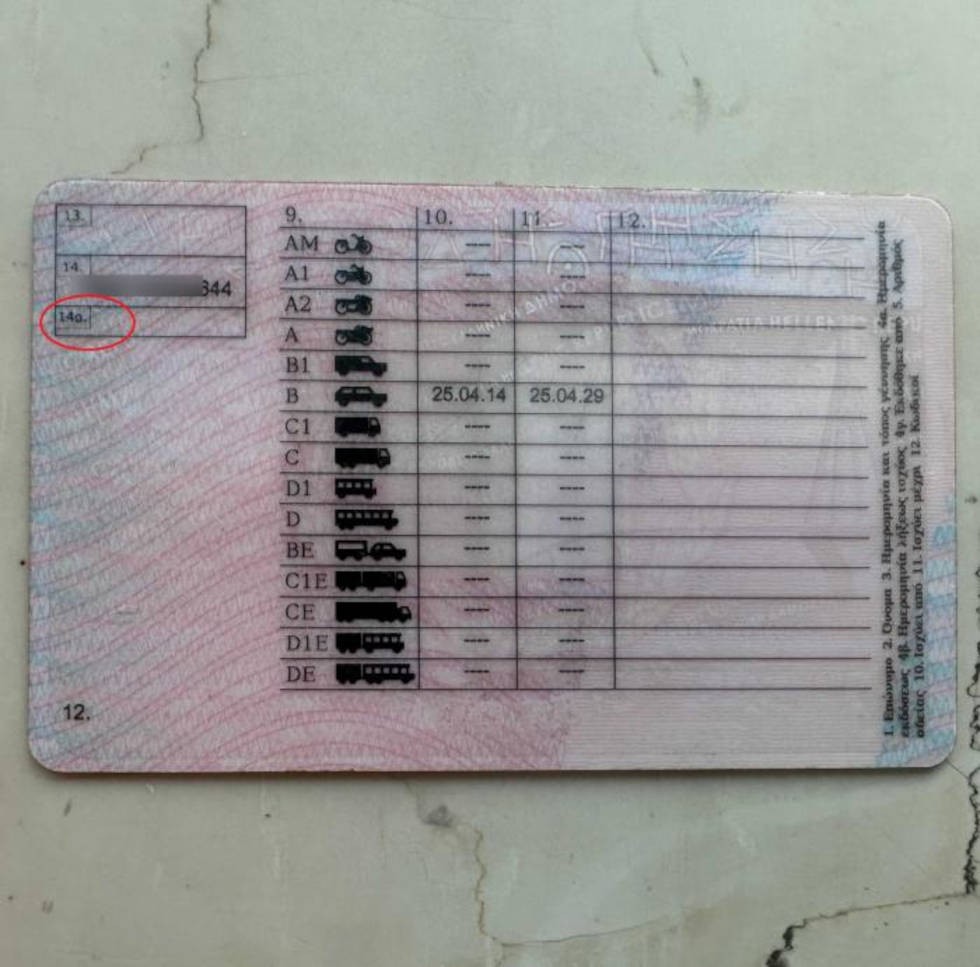 13.
14.
344
14α.
9. 10. 11. 12.
AM ---- ----
A1 ---- ----
A2 ---- ----
A ---- ----
B1 ---- ----
B 25.04.14 25.04.29
C1 ---- ----
C ---- ----
D1 ---- ----
D ---- ----
BE ---- ----
C1E ---- ----
CE ---- ----
D1E ---- ----
DE ---- ----
12.
1. Επώνυμο 2. Όνομα 3. Ημερομηνία και τόπος γέννησης 4α. Ημερομηνία
εκδόσεως 4β. Ημερομηνία λήξεως ισχύος 4γ. Εκδόθηκε από 5. Αριθμός
αδείας 10. Ισχύει από 11. Ισχύει μέχρι 12. Κωδικοί